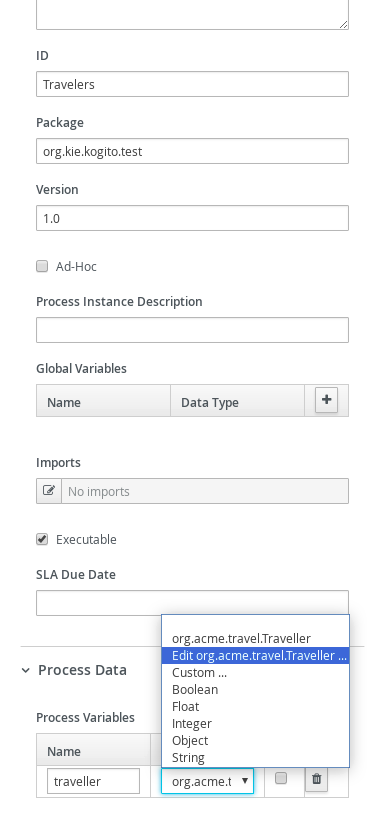 ID
Travelers
Package
org.kie.kogito.test
Version
1.0
Ad-Hoc
Process Instance Description
Global Variables
Name Data Type
Imports
No imports
Executable
SLA Due Date
org.acme.travel.Traveller
Edit org.acme.travel.Traveller ...
Process Data
Custom ...
Boolean
Float
Process Variables
Integer
Object
Name
String
traveller org.acme.t